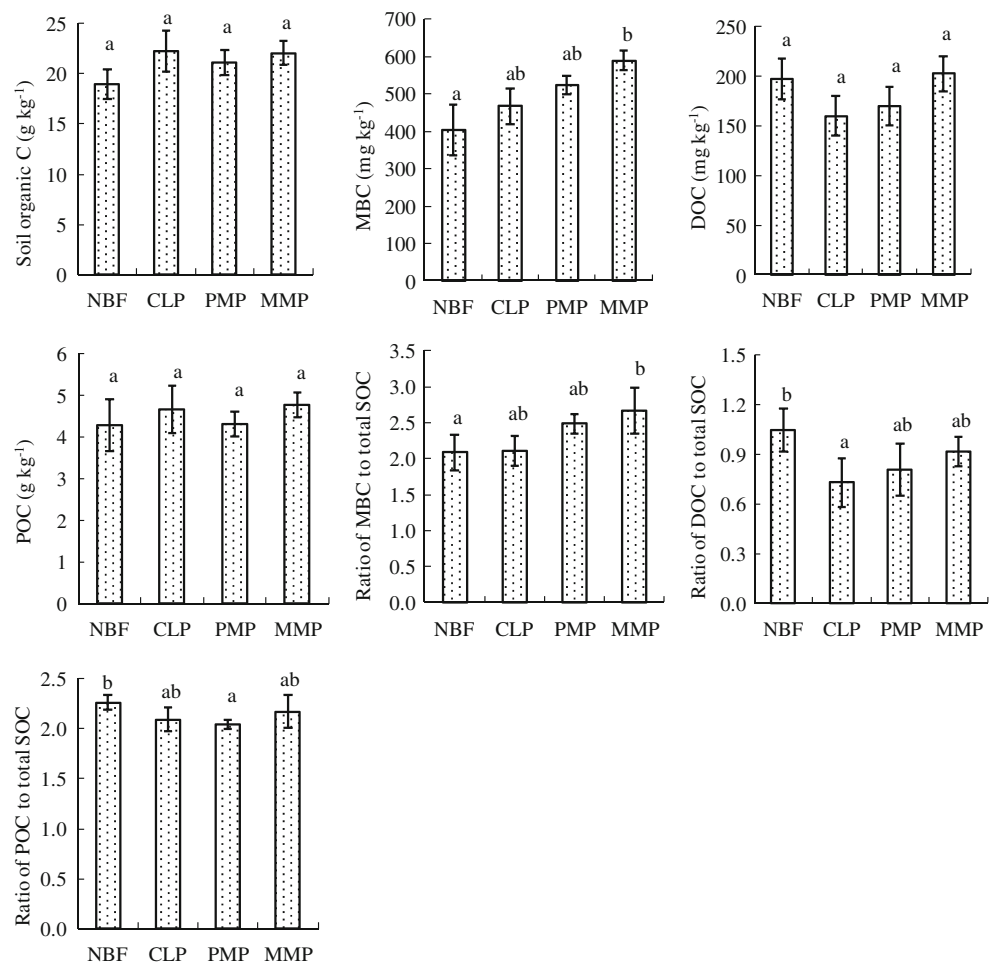 Soil organic C (g kg⁻¹)
25
20
15
10
5
0
a
a
a
a
NBF CLP PMP MMP
MBC (mg kg⁻¹)
700
600
500
400
300
200
100
0
a
ab
ab
b
NBF CLP PMP MMP
DOC (mg kg⁻¹)
250
200
150
100
50
0
a
a
a
a
NBF CLP PMP MMP
POC (g kg⁻¹)
6
5
4
3
2
1
0
a
a
a
a
NBF CLP PMP MMP
Ratio of MBC to total SOC
3.5
3.0
2.5
2.0
1.5
1.0
0.5
0.0
a
ab
ab
b
NBF CLP PMP MMP
Ratio of DOC to total SOC
1.5
1.2
0.9
0.6
0.3
0.0
b
a
ab
ab
NBF CLP PMP MMP
Ratio of POC to total SOC
2.5
2.0
1.5
1.0
0.5
0.0
b
ab
a
ab
NBF CLP PMP MMP